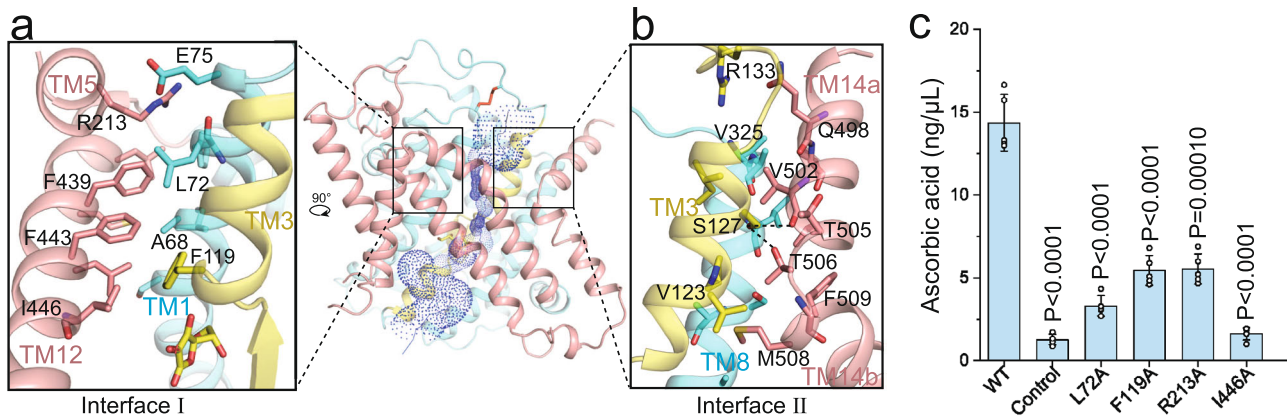 a
E75
TM5
R213
F439
L72
F443
A68
F119
TM3
I446
TM1
TM12
Interface I
90°
b
R133
TM14a
V325
Q498
V502
TM3
S127
T505
T506
V123
F509
TM8
M508
TM14b
Interface II
c
Ascorbic acid (ng/µL)
20
15
10
5
0
P<0.0001
P<0.0001
P<0.0001
P=0.00010
P<0.0001
WT
Control
L72A
F119A
R213A
I446A